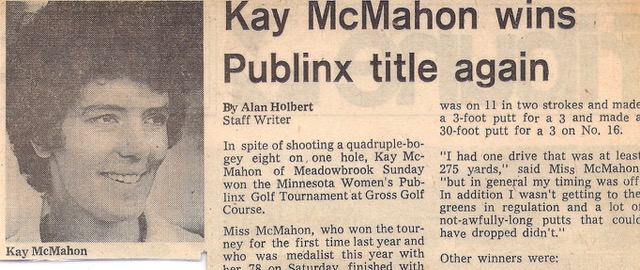 Kay McMahon wins
Publinx title again
Kay McMahon
By Alan Holbert
Staff Writer
In spite of shooting a quadruple-bo-
gey eight on one hole, Kay Mc-
Mahon of Meadowbrook Sunday
won the Minnesota Women's Pub-
linx Golf Tournament at Gross Golf
Course.
Miss McMahon, who won the tour-
ney for the first time last year and
who was medalist this year with
her 78 on Saturday, finished with
was on 11 in two strokes and made
a 3-foot putt for a 3 and made a
30-foot putt for a 3 on No. 16.
"I had one drive that was at least
275 yards," said Miss McMahon,
"but in general my timing was off.
In addition I wasn't getting to the
greens in regulation and a lot of
not-awfully-long putts that could
have dropped didn't."
Other winners were: